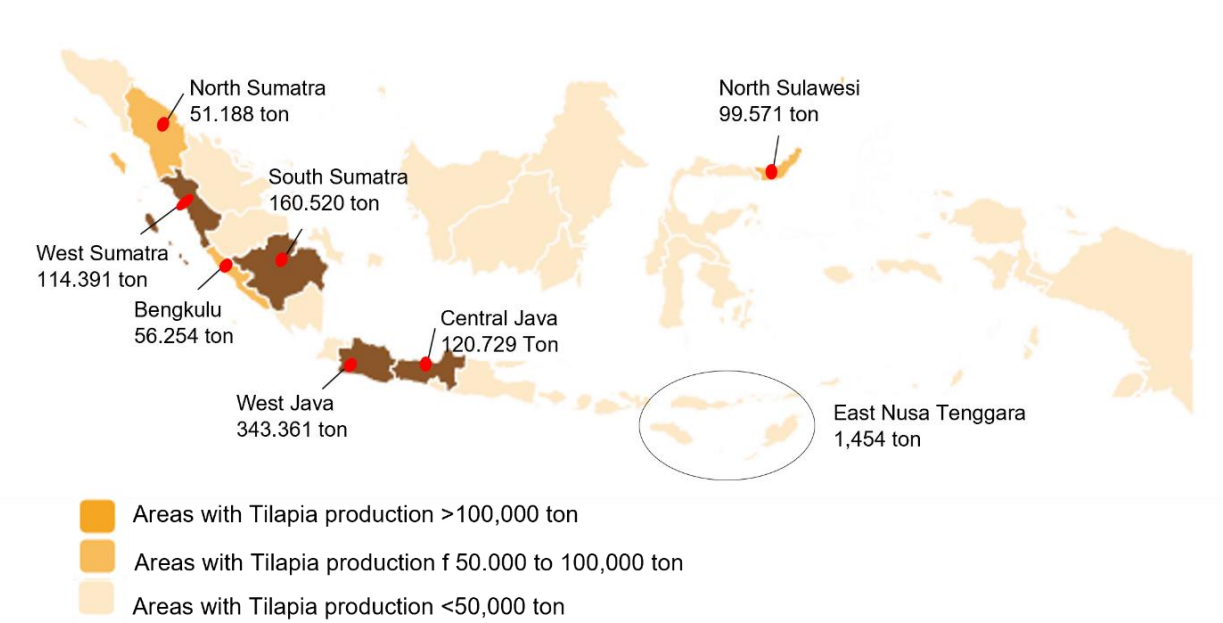 North Sumatra
51.188 ton
North Sulawesi
99.571 ton
South Sumatra
160.520 ton
West Sumatra
114.391 ton
Bengkulu
56.254 ton
Central Java
120.729 Ton
West Java
343.361 ton
East Nusa Tenggara
1,454 ton
Areas with Tilapia production >100,000 ton
Areas with Tilapia production f 50.000 to 100,000 ton
Areas with Tilapia production <50,000 ton